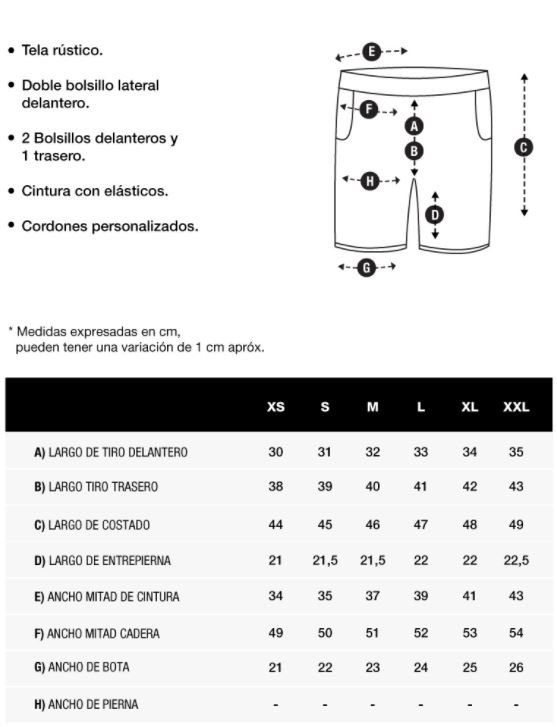 • Tela rústico.
• Doble bolsillo lateral
delantero.
• 2 Bolsillos delanteros y
1 trasero.
• Cintura con elásticos.
• Cordones personalizados.
E
F
A
B
C
H
D
G
* Medidas expresadas en cm,
pueden tener una variación de 1 cm apróx.
XS S M L XL XXL
A) LARGO DE TIRO DELANTERO 30 31 32 33 34 35
B) LARGO TIRO TRASERO 38 39 40 41 42 43
C) LARGO DE COSTADO 44 45 46 47 48 49
D) LARGO DE ENTREPIERNA 21 21,5 21,5 22 22 22,5
E) ANCHO MITAD DE CINTURA 34 35 37 39 41 43
F) ANCHO MITAD CADERA 49 50 51 52 53 54
G) ANCHO DE BOTA 21 22 23 24 25 26
H) ANCHO DE PIERNA - - - - - -